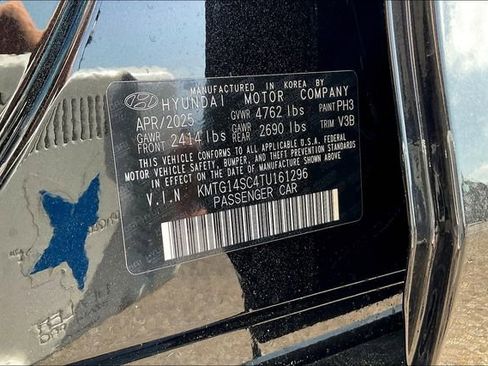 MANUFACTURED IN KOREA BY
HYUNDAI MOTOR COMPANY
APR/2025 GVWR 4762 lbs PAINT PH3
GAWR FRONT 2414 lbs GAWR REAR 2690 lbs TRIM V3B
THIS VEHICLE CONFORMS TO ALL APPLICABLE U.S.A. FEDERAL
MOTOR VEHICLE SAFETY, BUMPER, AND THEFT PREVENTION
STANDARDS IN EFFECT ON THE DATE OF MANUFACTURE SHOWN ABOVE.
V.I.N. KMTG14SC4TU161296
PASSENGER CAR